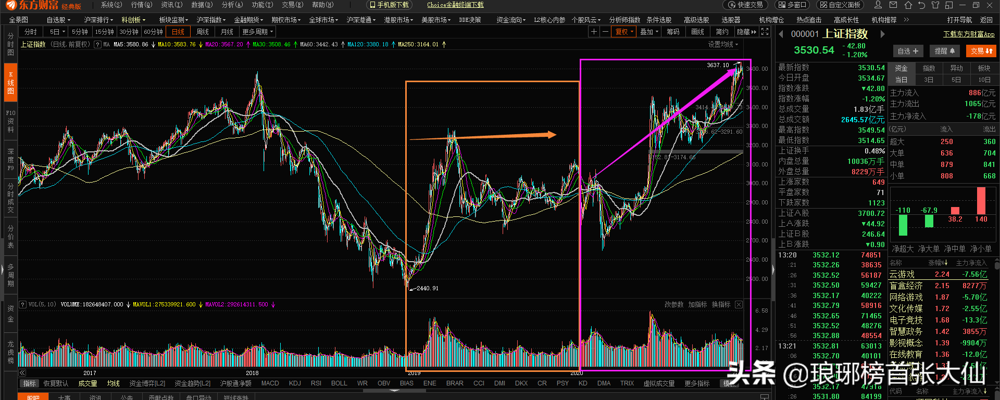 东方财富 经典版 系统(S) 行情(Q) 资讯(I) 数据(D) 分析(A) 功能(T) 交易(E) 帮助(H) 手机版下载 Choice金融终端下载 快速交易 多窗口 自定义面板
全景图 自选股 沪深排行 科创板 板块监测 沪深指数 金融期货 期权市场 全球市场 沪深港通 港股市场 美股市场 DDE决策 资金流向 L2核心内参 个股风云 分析师指数 条件选股 高级选股 选股器 机构增仓 热点追击 高成长性 机构推荐 打开导航 返回
分时 5日 5分钟 15分钟 30分钟 60分钟 日线 周线 月线 更多周期 复权 叠加 筹码 画线 简约 隐藏
上证指数 (日线,前复权) ? MA MA5:3580.86 ↓ MA10:3583.76 ↓ MA20:3567.20 ↑ MA30:3508.46 ↑ MA60:3442.43 ↑ MA120:3380.18 ↑ MA250:3164.01 ↑ 设置均线
分时图
K线图
F10资料
深度F9
分时成交
分价表
多周期
资金
龙虎榜
3637.10
3600.00
3500.00
3400.00
3300.00
3200.00
3100.00
3000.00
2900.00
2800.00
2700.00
2600.00
2500.00
-3291.60
-3174.65
2440.91
? VOL(5,10) VOLUME:182648407.000 ↓ MAVOL1:275339921.600 ↓ MAVOL2:292614311.500 ↓ 改参数 加指标 换指标
6.58
4.29
2.17
2017 2018 2019 2020
指标 恢复默认 成交量 均线 资金博弈[L2] 资金趋势[L2] 沪股通净额 MACD KDJ RSI BOLL WR OBV BIAS ENE BRAR CCI DMI DKX CR PSY KD DMA TRIX 虚拟成交量 更多指标 模板
股吧 大事 资讯 公告 贡献点数 盘口异动 短线涨跌
000001 上证指数 下载东方财富App
3530.54 -42.80 -1.20% 自选 + 提醒 交易
最新指数 3530.54
今日开盘 3534.67
指数涨跌 ▼42.80
指数涨幅 -1.20%
总成交量 1.83亿手
总成交额 2645.57亿元
最高指数 3549.54
最低指数 3514.65
上证换手 0.48%
内盘总量 10036万手
外盘总量 8229万手
上涨家数 649
平盘家数 71
下跌家数 1123
上证A股 3700.72
上A涨跌 ▼44.92
上证B股 246.64
上B涨跌 ▼0.90
13:20 3532.12 74851
:21 3532.26 38635
:26 3532.52 56187
:31 3532.50 59427
:36 3532.17 40222
:41 3532.79 58916
:46 3532.65 71465
:51 3532.52 48276
:56 3532.88 48554
13:21 3532.81 63013
:06 3532.70 40101
3532.17 47918
:26 3531.80 84199
资金 指数 异动 板块
当日 3日 5日 10日
主力流入 886亿元
主力流出 1065亿元
主力净流入 -178亿元
(亿元) 流入 流出
超大 250 360
大单 636 704
中单 879 841
小单 808 668
-110 -67.9 38.2 140
净超大 净大单 净中单 净小单
名称 涨幅%↓ 主力净流入
云游戏 2.24 -7.56亿
盲盒经济 2.15 8277万
网络游戏 1.87 -5.70亿
文化传媒 1.72 -2.55亿
电子竞技 1.68 -13.3亿
智慧政务 1.42 3855万
影视概念 1.39 -9904万
在线教育 1.36 -12.0亿
代码 名称 主力净流入↓
头条 @琅琊榜首张大仙